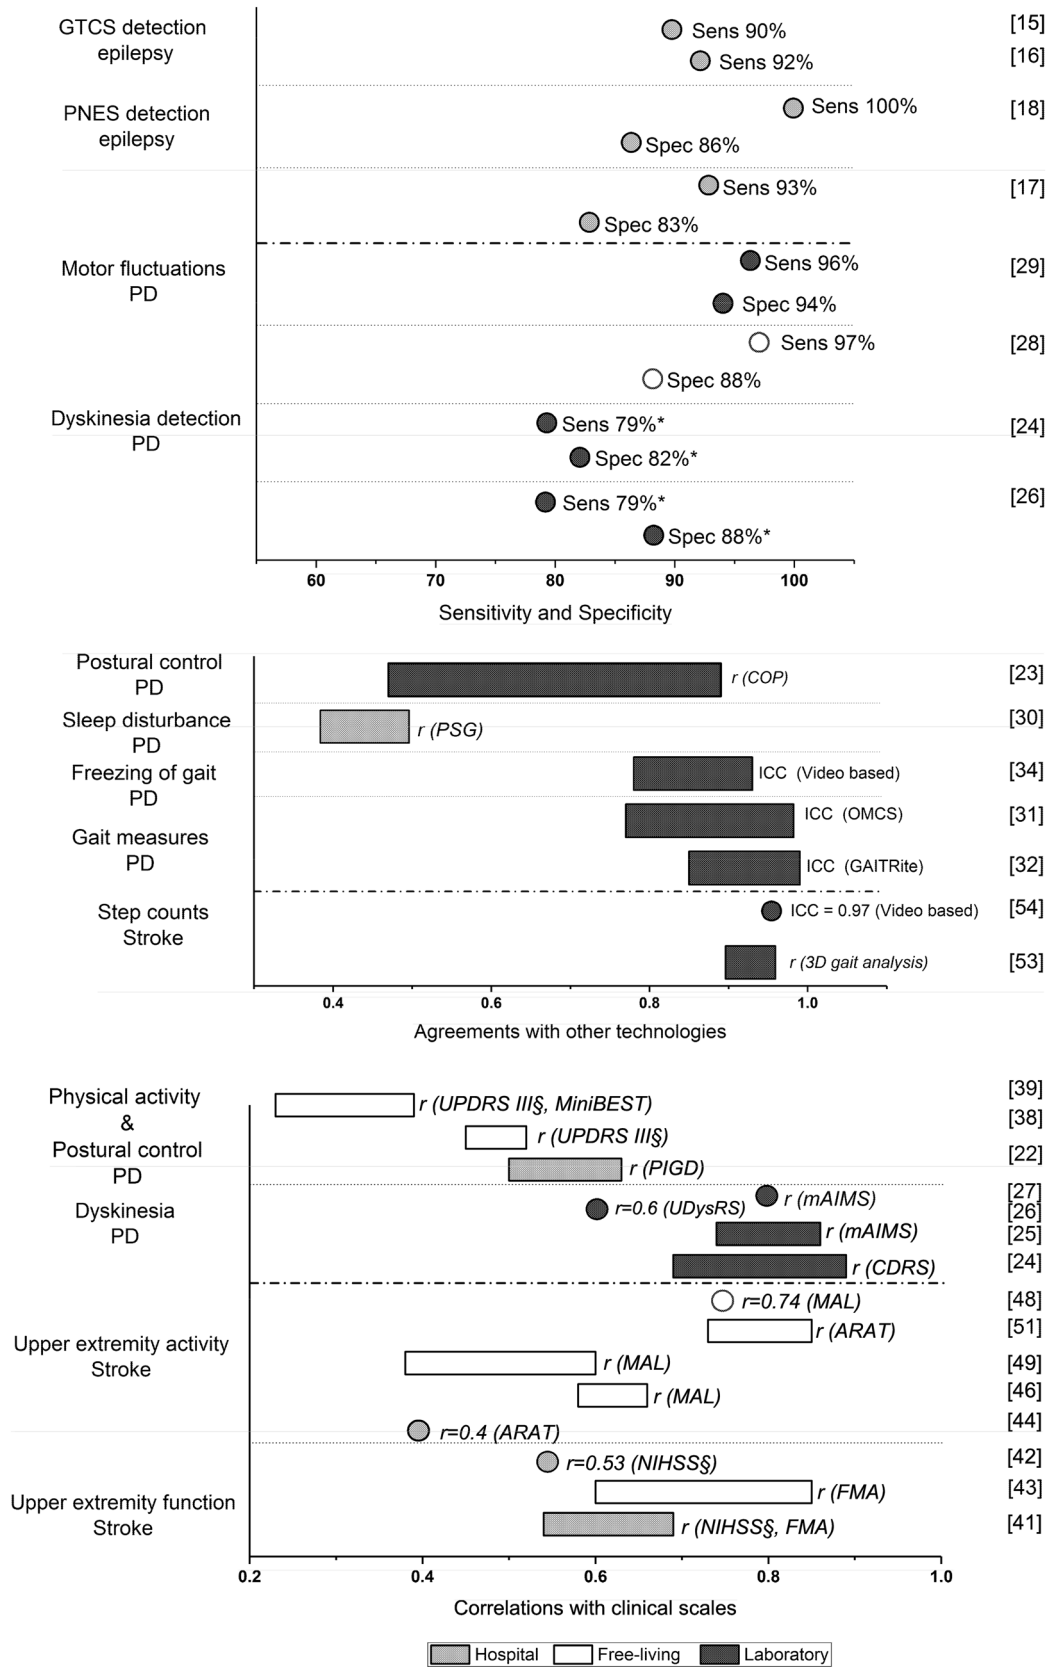 GTCS detection
epilepsy
Sens 90%
[15]
Sens 92%
[16]
PNES detection
epilepsy
Sens 100%
[18]
Spec 86%
Sens 93%
[17]
Spec 83%
Motor fluctuations
PD
Sens 96%
[29]
Spec 94%
Sens 97%
[28]
Spec 88%
Dyskinesia detection
PD
Sens 79%*
[24]
Spec 82%*
Sens 79%*
[26]
Spec 88%*
60 70 80 90 100
Sensitivity and Specificity
Postural control
PD
r (COP)
[23]
Sleep disturbance
PD
r (PSG)
[30]
Freezing of gait
PD
ICC (Video based)
[34]
Gait measures
PD
ICC (OMCS)
[31]
ICC (GAITRite)
[32]
Step counts
Stroke
ICC = 0.97 (Video based)
[54]
r (3D gait analysis)
[53]
0.4 0.6 0.8 1.0
Agreements with other technologies
Physical activity
&
Postural control
PD
r (UPDRS III§, MiniBEST)
[39]
r (UPDRS III§)
[38]
r (PIGD)
[22]
Dyskinesia
PD
r (mAIMS)
[27]
r=0.6 (UDysRS)
[26]
r (mAIMS)
[25]
r (CDRS)
[24]
Upper extremity activity
Stroke
r=0.74 (MAL)
[48]
r (ARAT)
[51]
r (MAL)
[49]
r (MAL)
[46]
r=0.4 (ARAT)
[44]
Upper extremity function
Stroke
r=0.53 (NIHSS§)
[42]
r (FMA)
[43]
r (NIHSS§, FMA)
[41]
0.2 0.4 0.6 0.8 1.0
Correlations with clinical scales
Hospital Free-living Laboratory